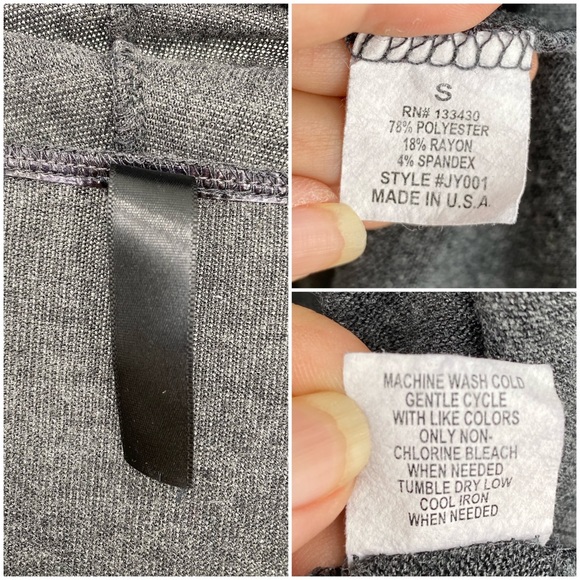 S
RN# 133430
78% POLYESTER
18% RAYON
4% SPANDEX
STYLE #JY001
MADE IN U.S.A.
MACHINE WASH COLD
GENTLE CYCLE
WITH LIKE COLORS
ONLY NON-
CHLORINE BLEACH
WHEN NEEDED
TUMBLE DRY LOW
COOL IRON
WHEN NEEDED